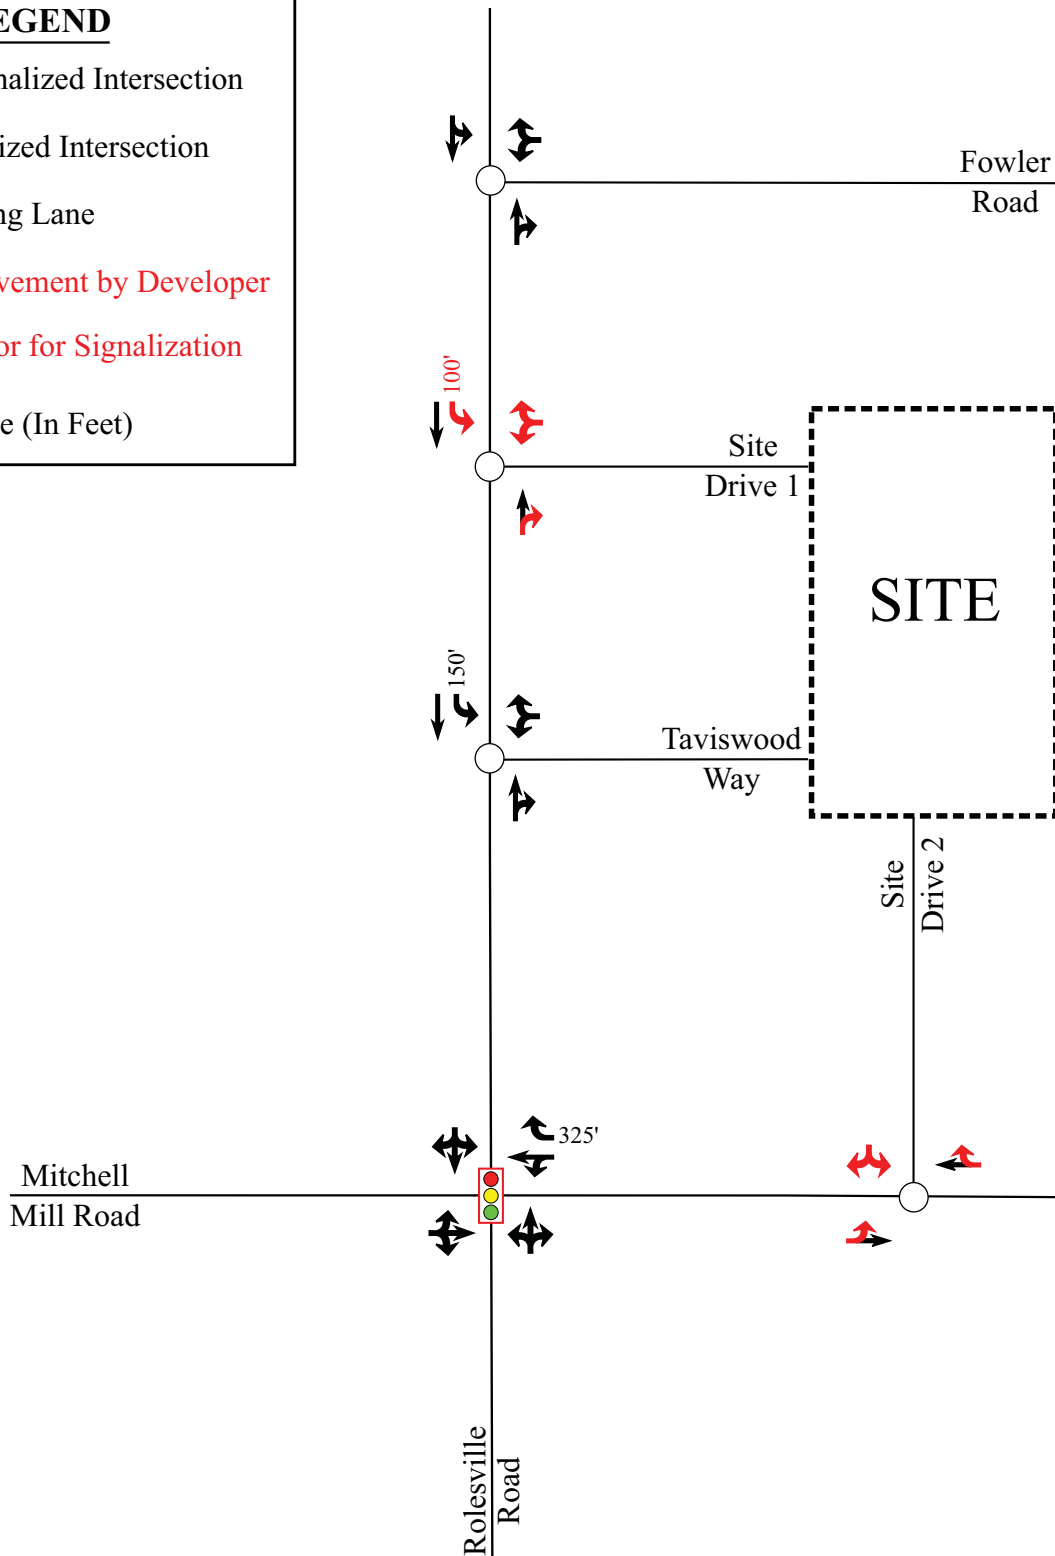 EGEND
nalized Intersection
ized Intersection
ng Lane
vement by Developer
or for Signalization
e (In Feet)
Fowler
Road
100'
Site
Drive 1
SITE
150'
Taviswood
Way
Site
Drive 2
325'
Mitchell
Mill Road
Rolesville
Road